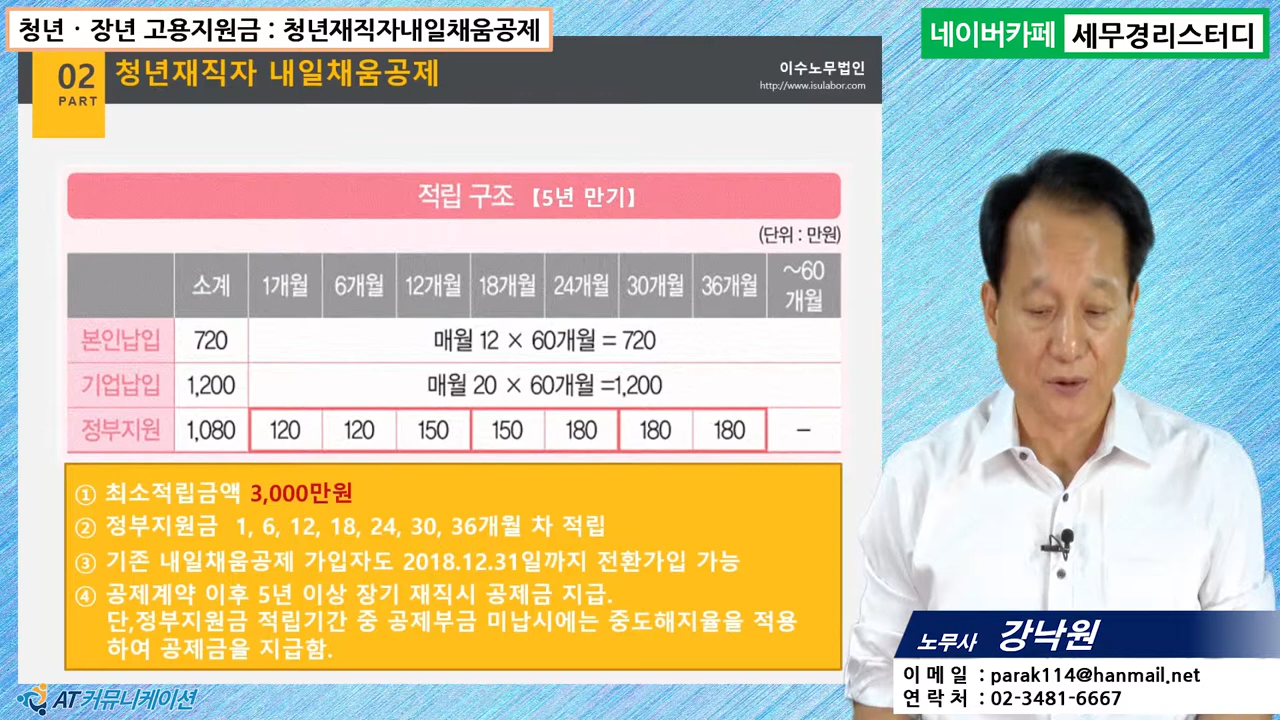 청년 · 장년 고용지원금 : 청년재직자내일채움공제
네이버카페 세무경리스터디
02
PART
청년재직자 내일채움공제
이수노무법인
http://www.isulabor.com
적립 구조 【5년 만기】
(단위 : 만원)
소계 1개월 6개월 12개월 18개월 24개월 30개월 36개월 ~60개월
본인납입 720 매월 12 × 60개월 = 720
기업납입 1,200 매월 20 × 60개월 =1,200
정부지원 1,080 120 120 150 150 180 180 180 –
① 최소적립금액 3,000만원
② 정부지원금 1, 6, 12, 18, 24, 30, 36개월 차 적립
③ 기존 내일채움공제 가입자도 2018.12.31일까지 전환가입 가능
④ 공제계약 이후 5년 이상 장기 재직시 공제금 지급.
단,정부지원금 적립기간 중 공제부금 미납시에는 중도해지율을 적용
하여 공제금을 지급함.
노무사 강낙원
이 메 일 : parak114@hanmail.net
연 락 처 : 02-3481-6667
AT커뮤니케이션